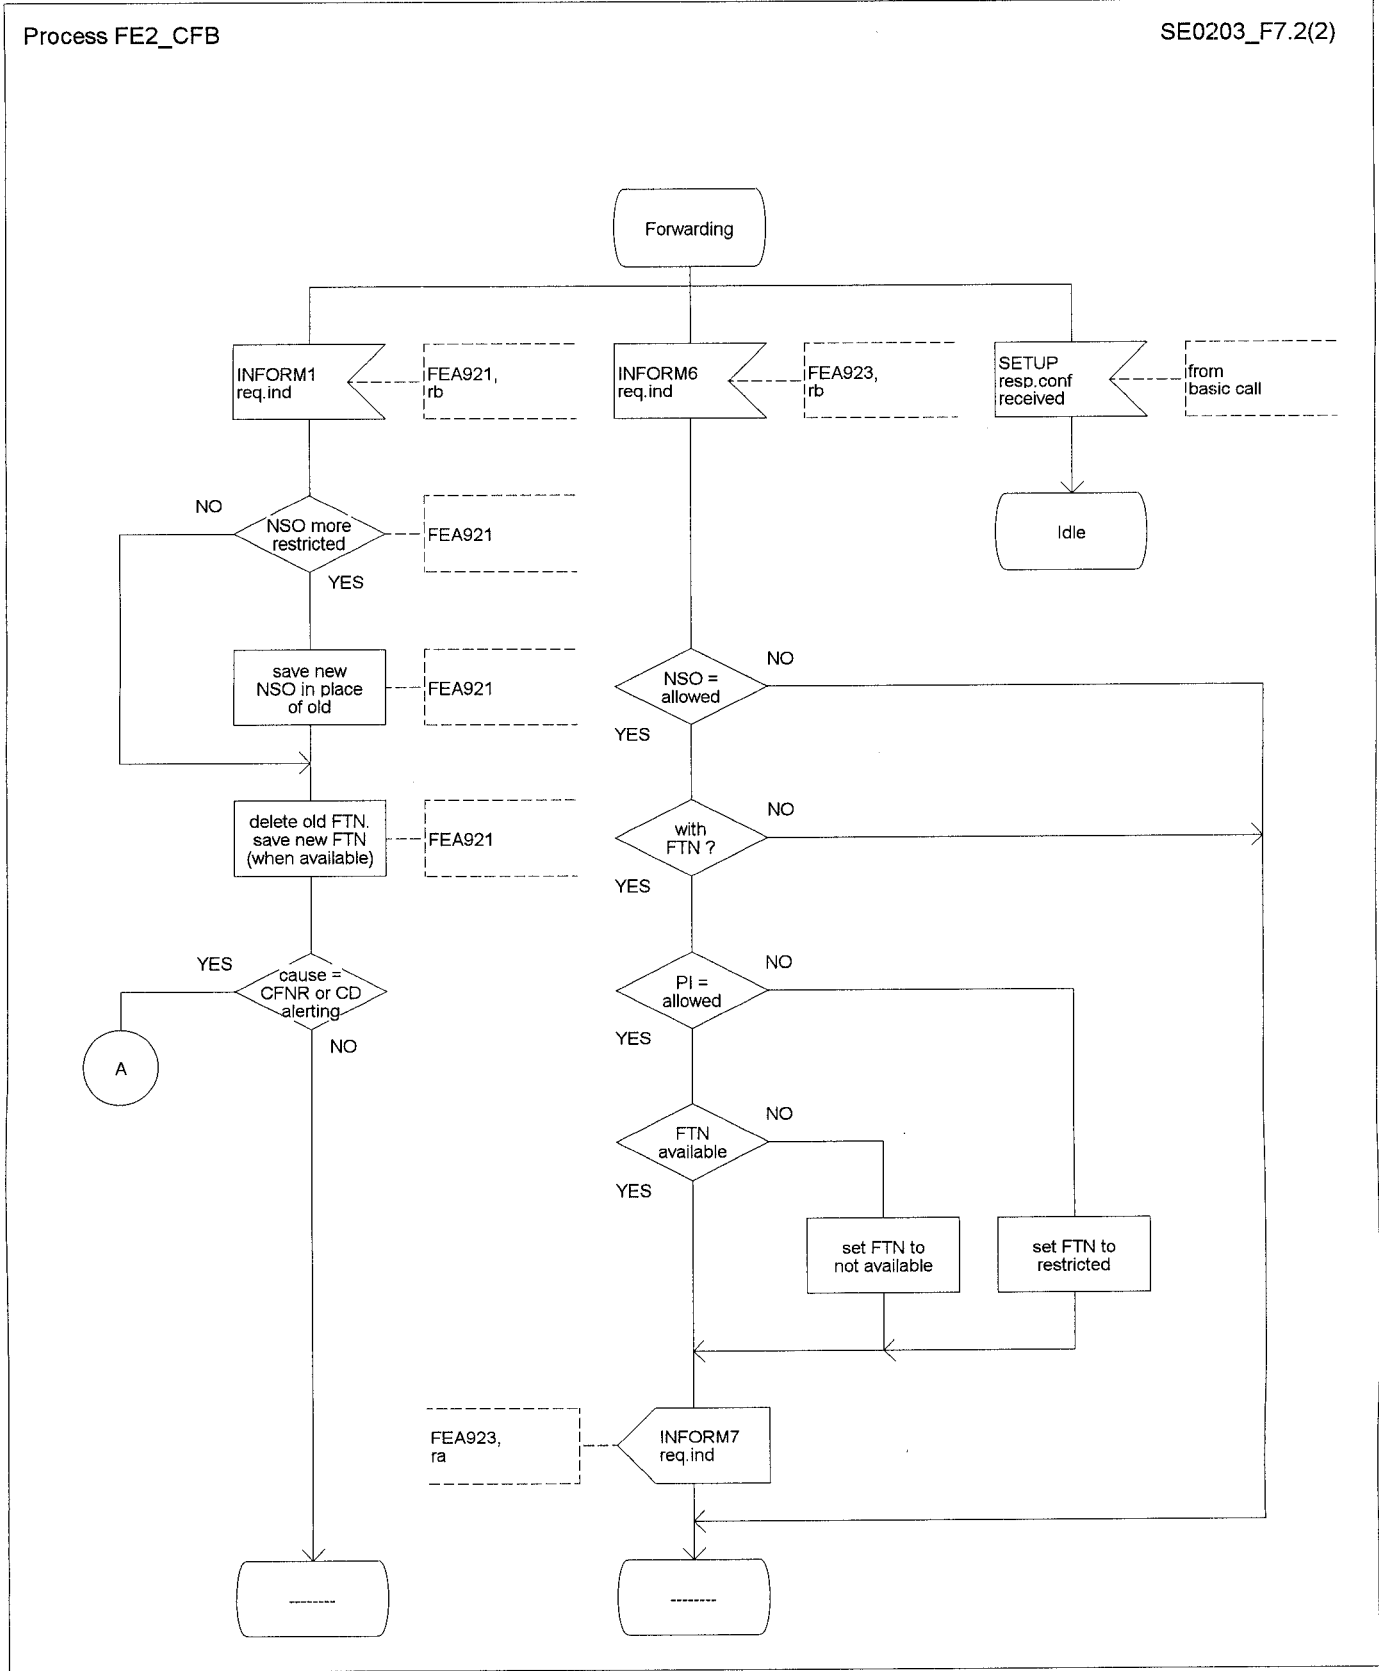 Process FE2_CFB
SE0203_F7.2(2)
Forwarding
INFORM1
req.ind
FEA921,
rb
INFORM6
req.ind
FEA923,
rb
SETUP
resp.conf
received
from
basic call
NO
NSO more
restricted
FEA921
YES
Idle
save new
NSO in place
of old
FEA921
NSO =
allowed
NO
YES
delete old FTN.
save new FTN
(when available)
FEA921
with
FTN ?
NO
YES
YES
cause =
CFNR or CD
alerting
NO
A
PI =
allowed
NO
YES
FTN
available
NO
YES
set FTN to
not available
set FTN to
restricted
FEA923,
ra
INFORM7
req.ind
--------
--------